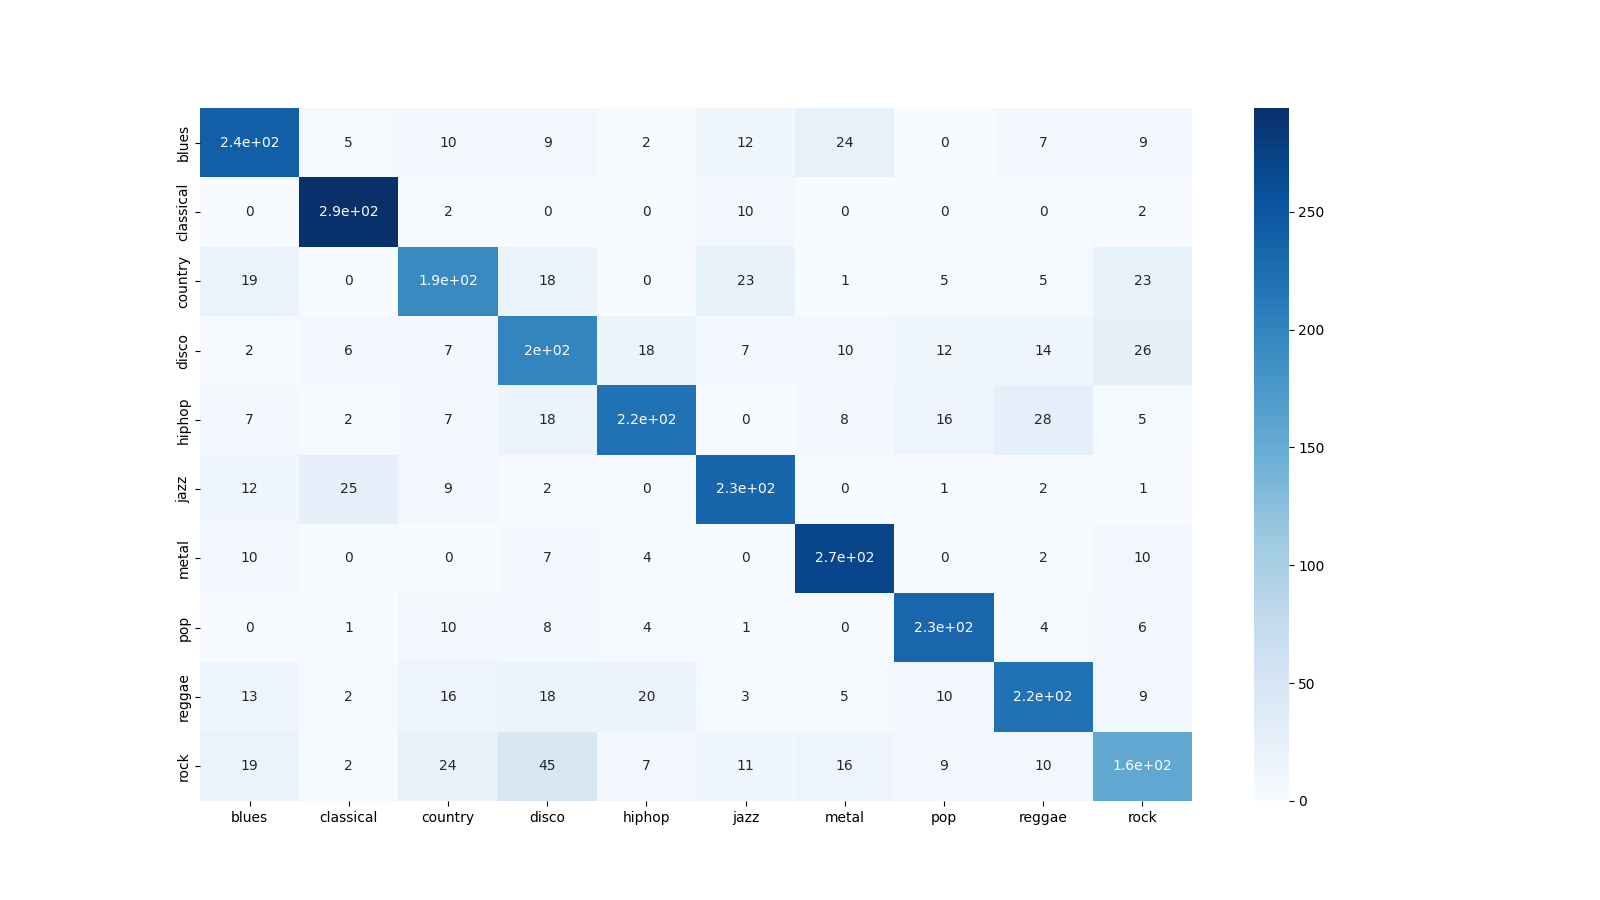 blues 2.4e+02 5 10 9 2 12 24 0 7 9
classical 0 2.9e+02 2 0 0 10 0 0 0 2
country 19 0 1.9e+02 18 0 23 1 5 5 23
disco 2 6 7 2e+02 18 7 10 12 14 26
hiphop 7 2 7 18 2.2e+02 0 8 16 28 5
jazz 12 25 9 2 0 2.3e+02 0 1 2 1
metal 10 0 0 7 4 0 2.7e+02 0 2 10
pop 0 1 10 8 4 1 0 2.3e+02 4 6
reggae 13 2 16 18 20 3 5 10 2.2e+02 9
rock 19 2 24 45 7 11 16 9 10 1.6e+02
blues classical country disco hiphop jazz metal pop reggae rock
250
200
150
100
50
0